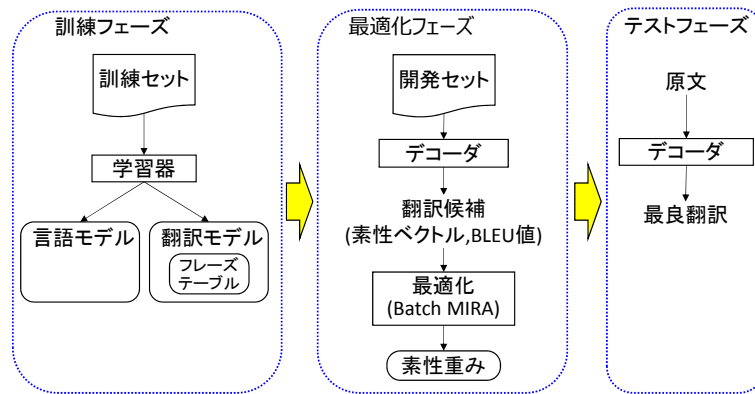 訓練フェーズ
訓練セット
学習器
言語モデル
翻訳モデル
フレーズ
テーブル
最適化フェーズ
開発セット
デコーダ
翻訳候補
(素性ベクトル,BLEU値)
最適化
(Batch MIRA)
素性重み
テストフェーズ
原文
デコーダ
最良翻訳